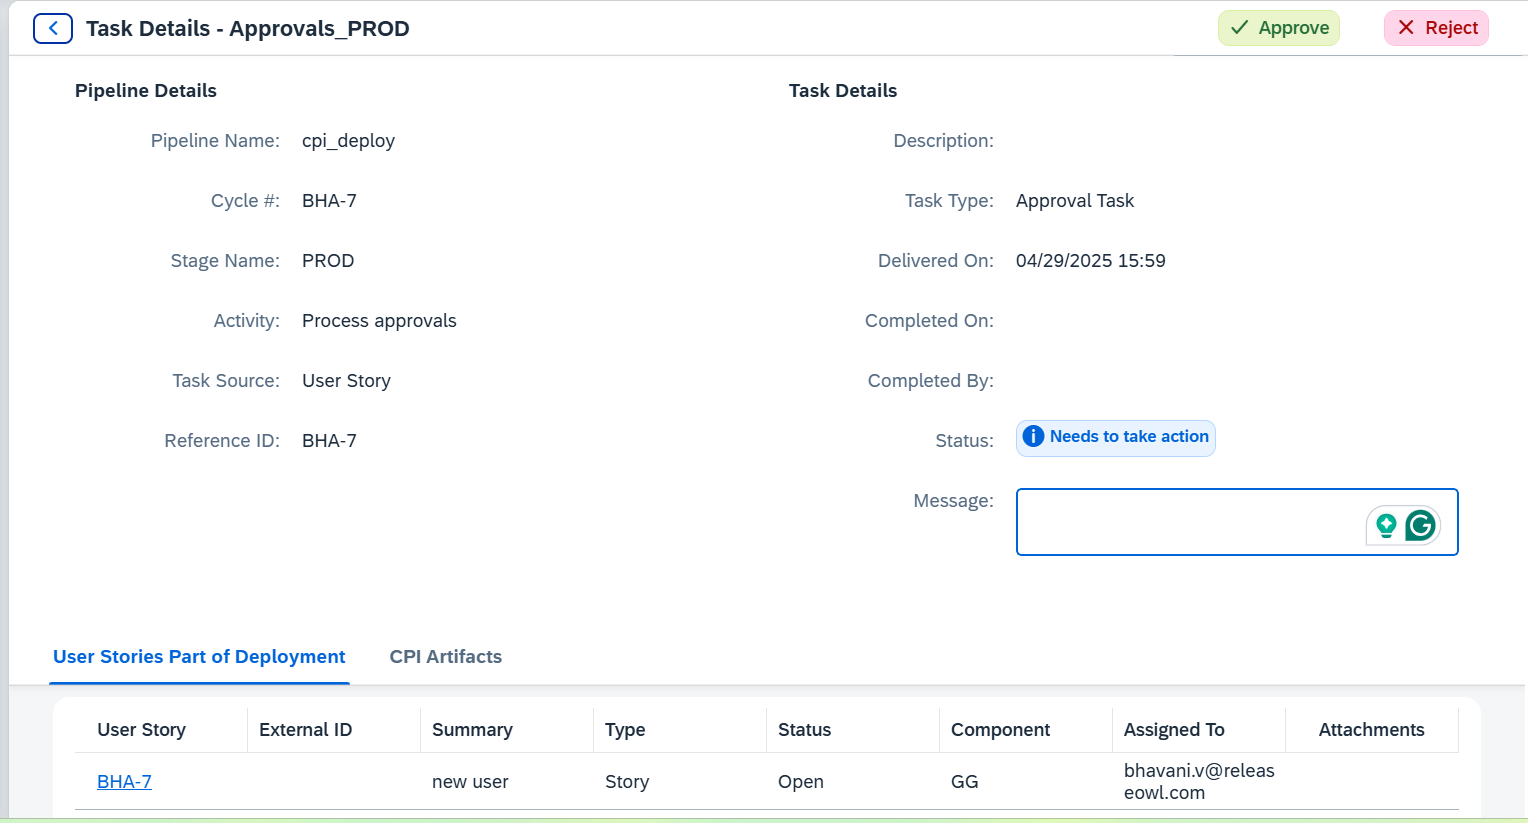 Task Details - Approvals_PROD
Approve
Reject
Pipeline Details
Pipeline Name: cpi_deploy
Cycle #: BHA-7
Stage Name: PROD
Activity: Process approvals
Task Source: User Story
Reference ID: BHA-7
Task Details
Description:
Task Type: Approval Task
Delivered On: 04/29/2025 15:59
Completed On:
Completed By:
Status: Needs to take action
Message:
User Stories Part of Deployment CPI Artifacts
User Story External ID Summary Type Status Component Assigned To Attachments
BHA-7 new user Story Open GG bhavani.v@releas
eowl.com